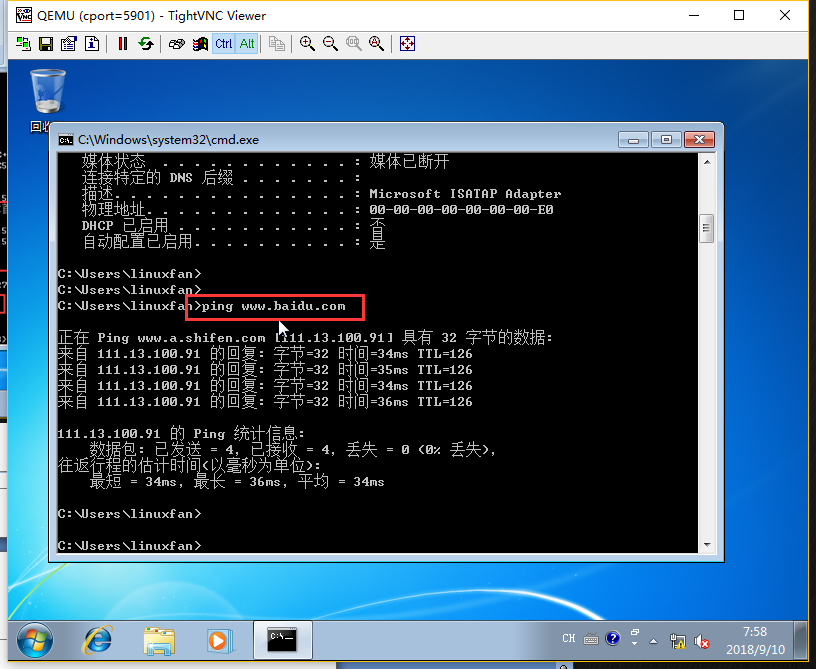 QEMU (cport=5901) - TightVNC Viewer
Ctrl Alt
C:\Windows\system32\cmd.exe
媒体状态 . . . . . . . . . . . . : 媒体已断开
连接特定的 DNS 后缀 . . . . . . . :
描述. . . . . . . . . . . . . . . : Microsoft ISATAP Adapter
物理地址. . . . . . . . . . . . . : 00-00-00-00-00-00-00-E0
DHCP 已启用 . . . . . . . . . . . : 否
自动配置已启用. . . . . . . . . . : 是
C:\Users\linuxfan>
C:\Users\linuxfan>
C:\Users\linuxfan>ping www.baidu.com
正在 Ping www.a.shifen.com [111.13.100.91] 具有 32 字节的数据:
来自 111.13.100.91 的回复: 字节=32 时间=34ms TTL=126
来自 111.13.100.91 的回复: 字节=32 时间=35ms TTL=126
来自 111.13.100.91 的回复: 字节=32 时间=34ms TTL=126
来自 111.13.100.91 的回复: 字节=32 时间=36ms TTL=126
111.13.100.91 的 Ping 统计信息:
数据包: 已发送 = 4, 已接收 = 4, 丢失 = 0 (0% 丢失),
往返行程的估计时间(以毫秒为单位):
最短 = 34ms, 最长 = 36ms, 平均 = 34ms
C:\Users\linuxfan>
C:\Users\linuxfan>
CH
7:58
2018/9/10